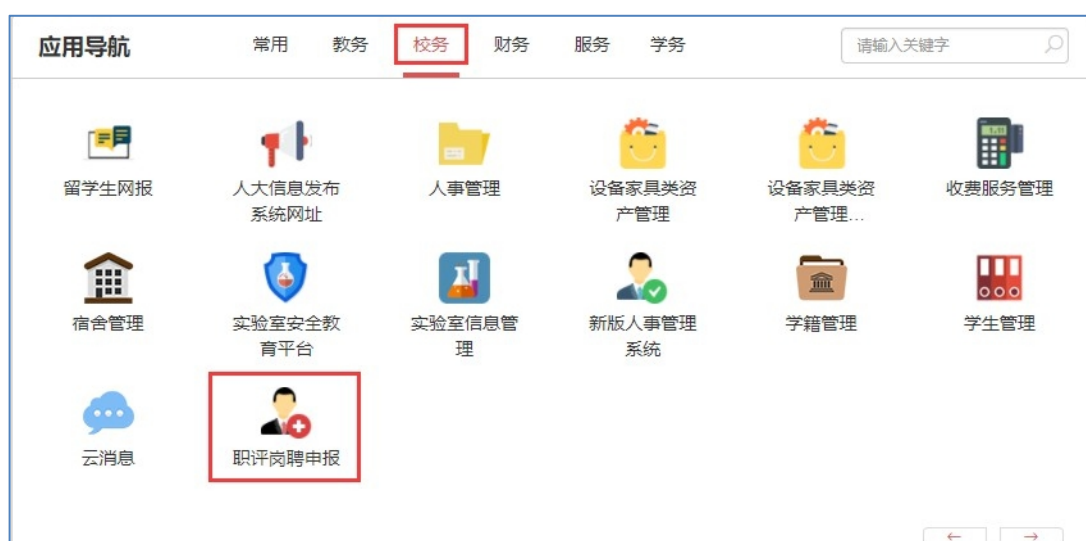 应用导航 常用 教务 校务 财务 服务 学务 请输入关键字
留学生网报 人大信息发布 人事管理 设备家具类资 设备家具类资 收费服务管理
系统网址 产管理 产管理...
宿舍管理 实验室安全教 实验室信息管 新版人事管理 学籍管理 学生管理
育平台 理 系统
云消息 职评岗聘申报